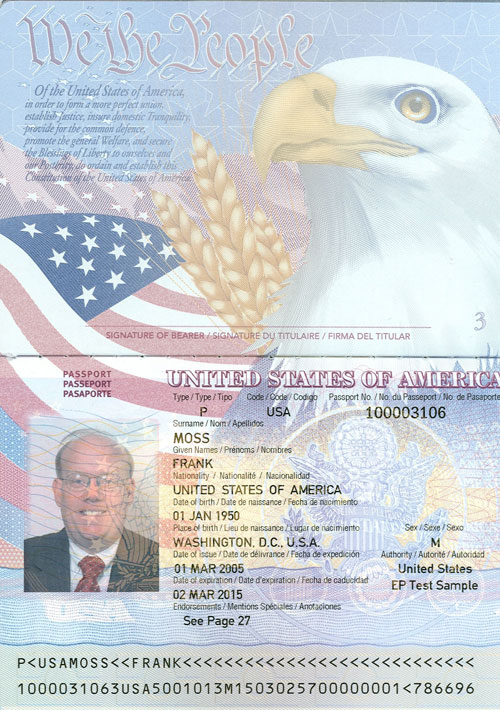 We the People
Of the United States of America,
in order to form a more perfect union,
establish justice, insure domestic Tranquility,
provide for the common defence,
promote the general Welfare, and secure
the Blessings of Liberty to ourselves and
our Posterity, do ordain and establish this
Constitution of the United States of America.
3
SIGNATURE OF BEARER / SIGNATURE DU TITULAIRE / FIRMA DEL TITULAR
PASSPORT
PASSEPORT
PASAPORTE
UNITED STATES OF AMERICA
Type / Type / Tipo Code / Code / Codigo Passport No. / No. du Passeport / No. de Pasaporte
P USA 100003106
Surname / Nom / Apellidos
MOSS
Given Names / Prénoms / Nombres
FRANK
Nationality / Nationalité / Nacionalidad
UNITED STATES OF AMERICA
Date of birth / Date de naissance / Fecha de nacimiento
01 JAN 1950
Place of birth / Lieu de naissance / Lugar de nacimiento Sex / Sexe / Sexo
WASHINGTON, D.C., U.S.A. M
Date of issue / Date de délivrance / Fecha de expedición Authority / Autorité / Autoridad
01 MAR 2005 United States
Date of expiration / Date d'expiration / Fecha de caducidad EP Test Sample
02 MAR 2015
Endorsements / Mentions Spéciales / Anotaciones
See Page 27
USA
P<USAMOSS<<FRANK<<<<<<<<<<<<<<<<<<<<<<<<<<<<
1000031063USA5001013M1503025700000001<786696